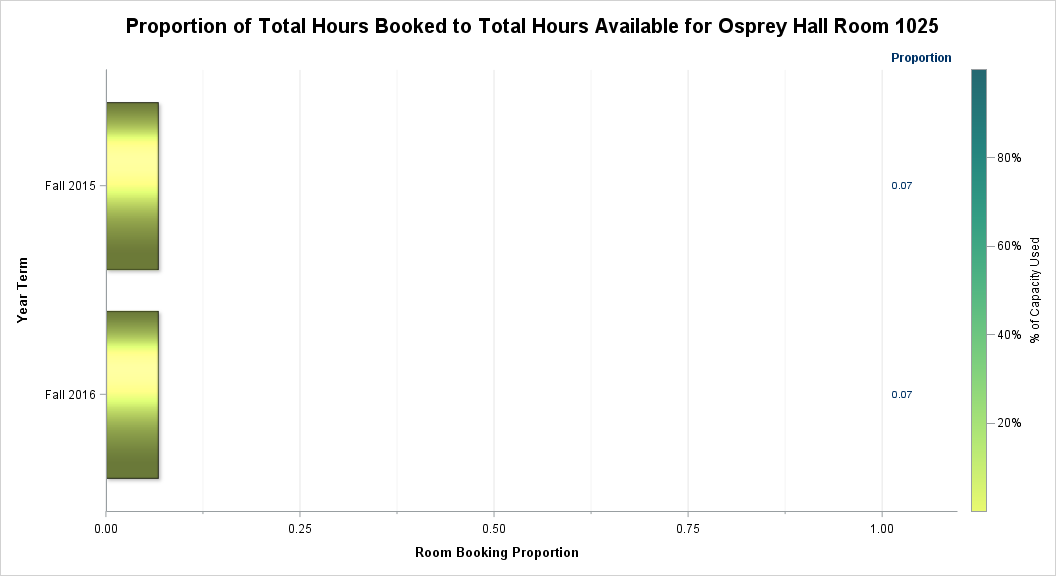 Proportion of Total Hours Booked to Total Hours Available for Osprey Hall Room 1025
Proportion
Year Term
Fall 2015
0.07
Fall 2016
0.07
80%
60%
40%
20%
% of Capacity Used
0.00 0.25 0.50 0.75 1.00
Room Booking Proportion